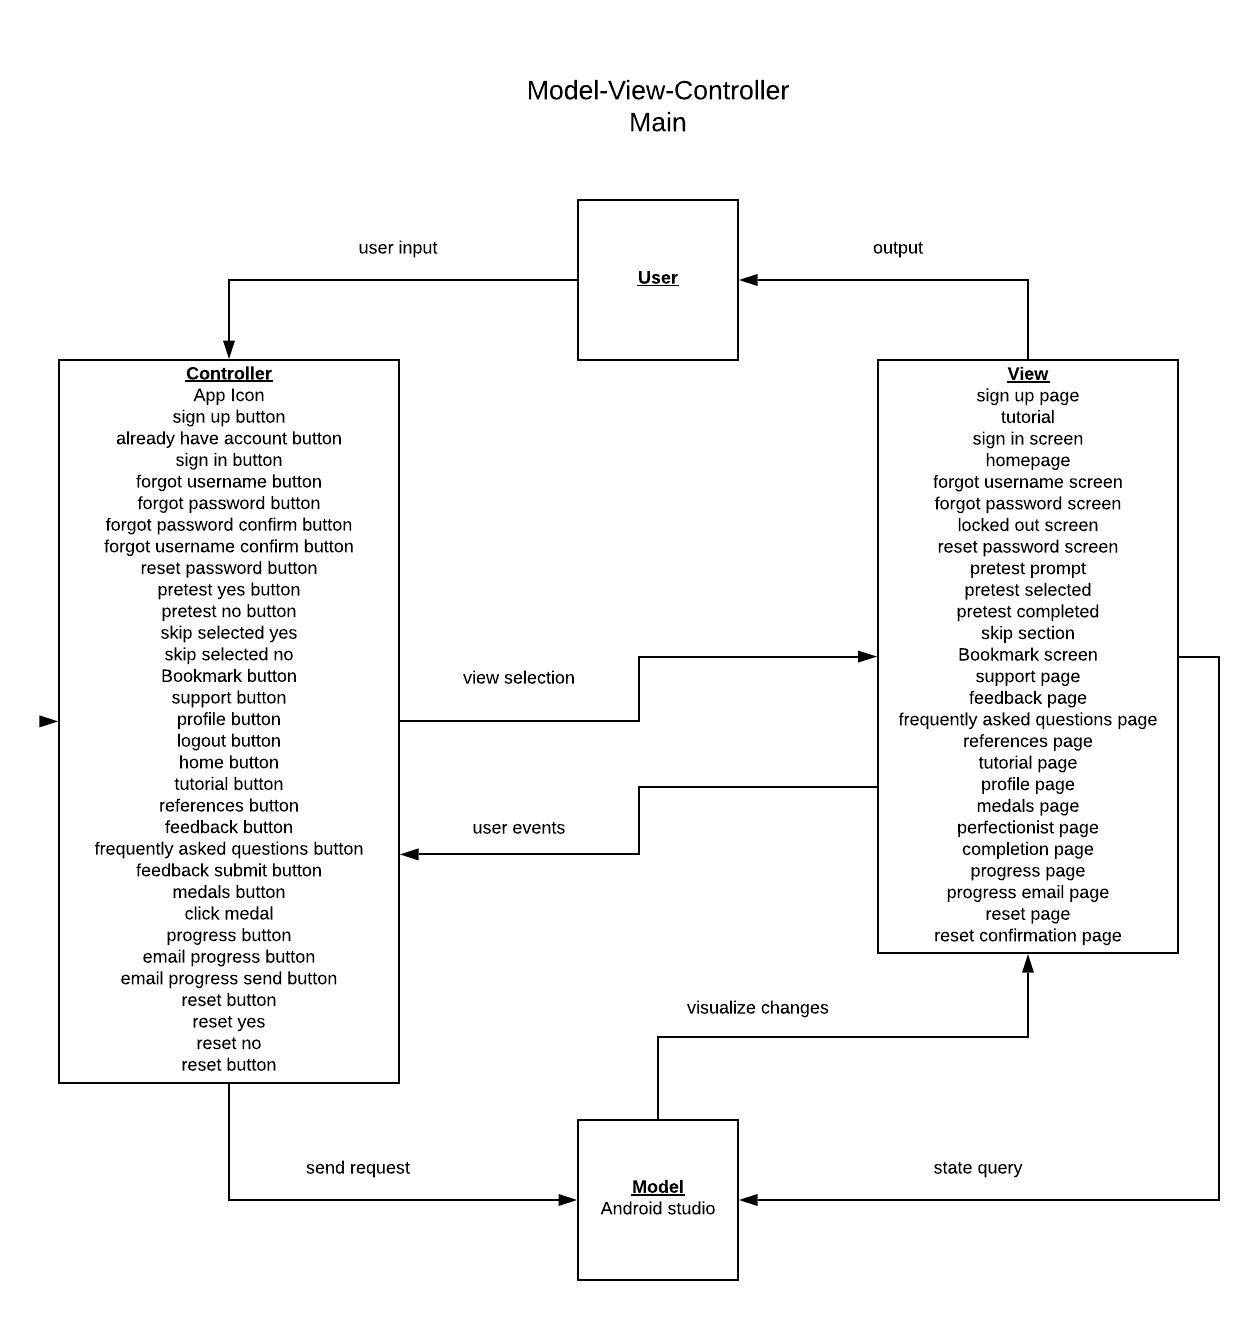 Model-View-Controller
Main
user input
User
output
Controller
App Icon
sign up button
already have account button
sign in button
forgot username button
forgot password button
forgot password confirm button
forgot username confirm button
reset password button
pretest yes button
pretest no button
skip selected yes
skip selected no
Bookmark button
support button
profile button
logout button
home button
tutorial button
references button
feedback button
frequently asked questions button
feedback submit button
medals button
click medal
progress button
email progress button
email progress send button
reset button
reset yes
reset no
reset button
view selection
user events
View
sign up page
tutorial
sign in screen
homepage
forgot username screen
forgot password screen
locked out screen
reset password screen
pretest prompt
pretest selected
pretest completed
skip section
Bookmark screen
support page
feedback page
frequently asked questions page
references page
tutorial page
profile page
medals page
perfectionist page
completion page
progress page
progress email page
reset page
reset confirmation page
visualize changes
send request
Model
Android studio
state query